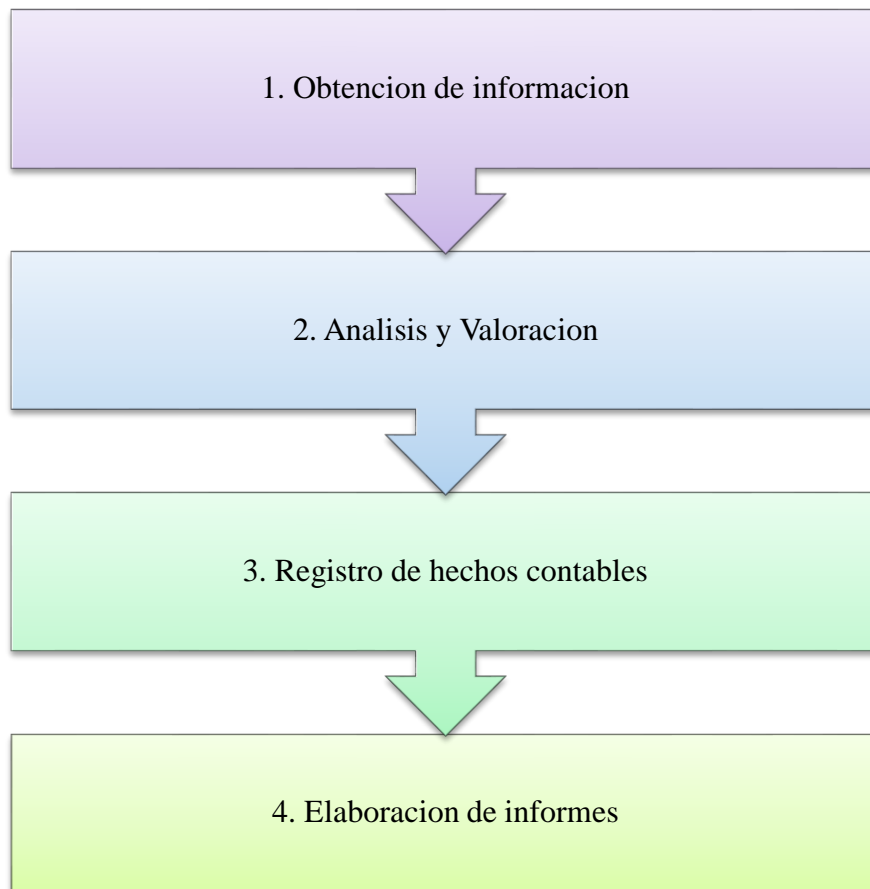 1. Obtencion de informacion
2. Analisis y Valoracion
3. Registro de hechos contables
4. Elaboracion de informes